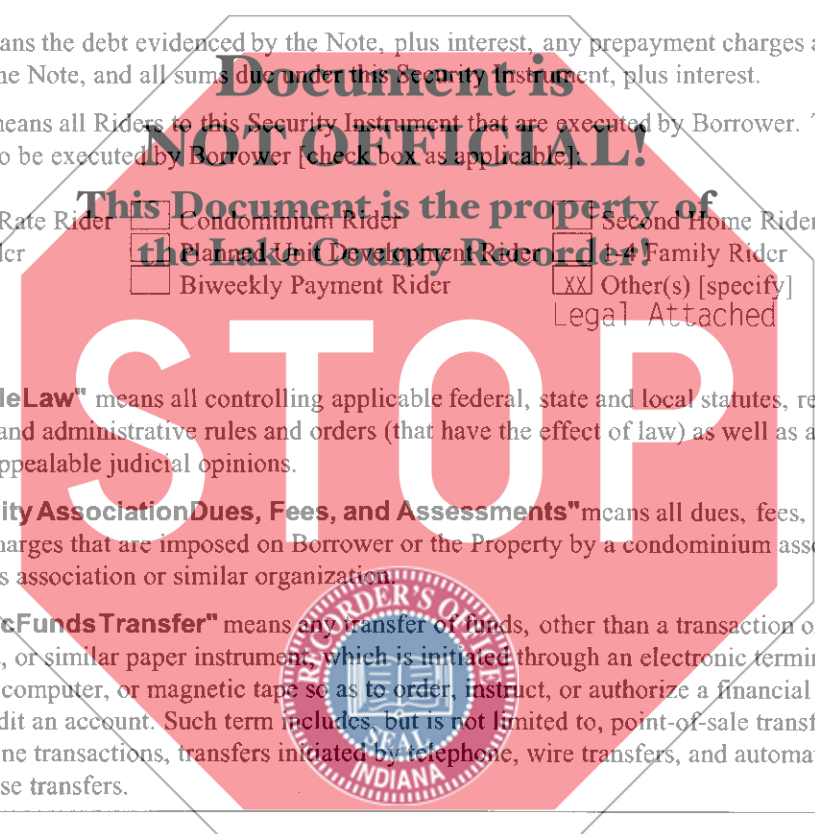 ans the debt evidenced by the Note, plus interest, any prepayment charges a
he Note, and all sums due under this Security Instrument, plus interest.
Document is
neans all Riders to this Security Instrument that are executed by Borrower. T
NOT OFFICIAL!
o be executed by Borrower [check box as applicable]:
This Document is the property of
Rate Rider Condominium Rider Second Home Rider
der Planned Unit Development Rider 1-4 Family Rider
the Lake County Recorder!
Biweekly Payment Rider XX Other(s) [specify]
Legal Attached
STOP
leLaw" means all controlling applicable federal, state and local statutes, re
and administrative rules and orders (that have the effect of law) as well as a
ppealable judicial opinions.
ity AssociationDues, Fees, and Assessments"means all dues, fees,
harges that are imposed on Borrower or the Property by a condominium asso
s association or similar organization.
cFundsTransfer" means any transfer of funds, other than a transaction o
, or similar paper instrument, which is initiated through an electronic termin
computer, or magnetic tape so as to order, instruct, or authorize a financial
dit an account. Such term includes, but is not limited to, point-of-sale transf
ne transactions, transfers initiated by telephone, wire transfers, and automat
se transfers.
RECORDER'S OFFICE
SEAL
INDIANA